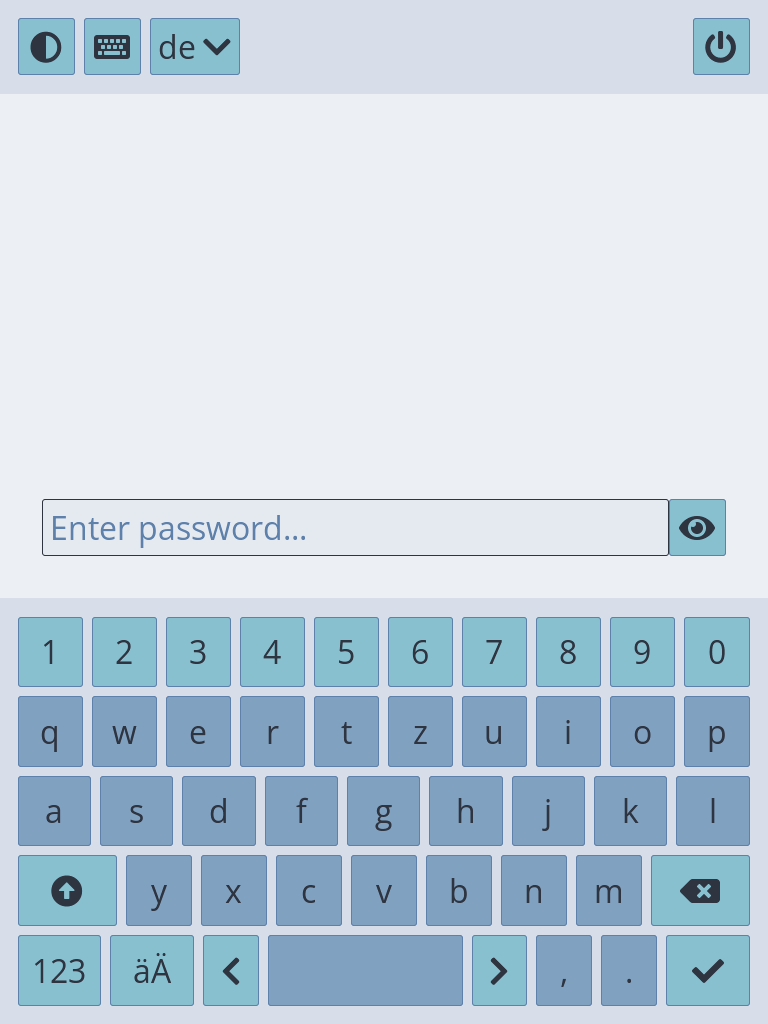 de
Enter password...
1 2 3 4 5 6 7 8 9 0
q w e r t z u i o p
a s d f g h j k l
y x c v b n m
123 äÄ , .